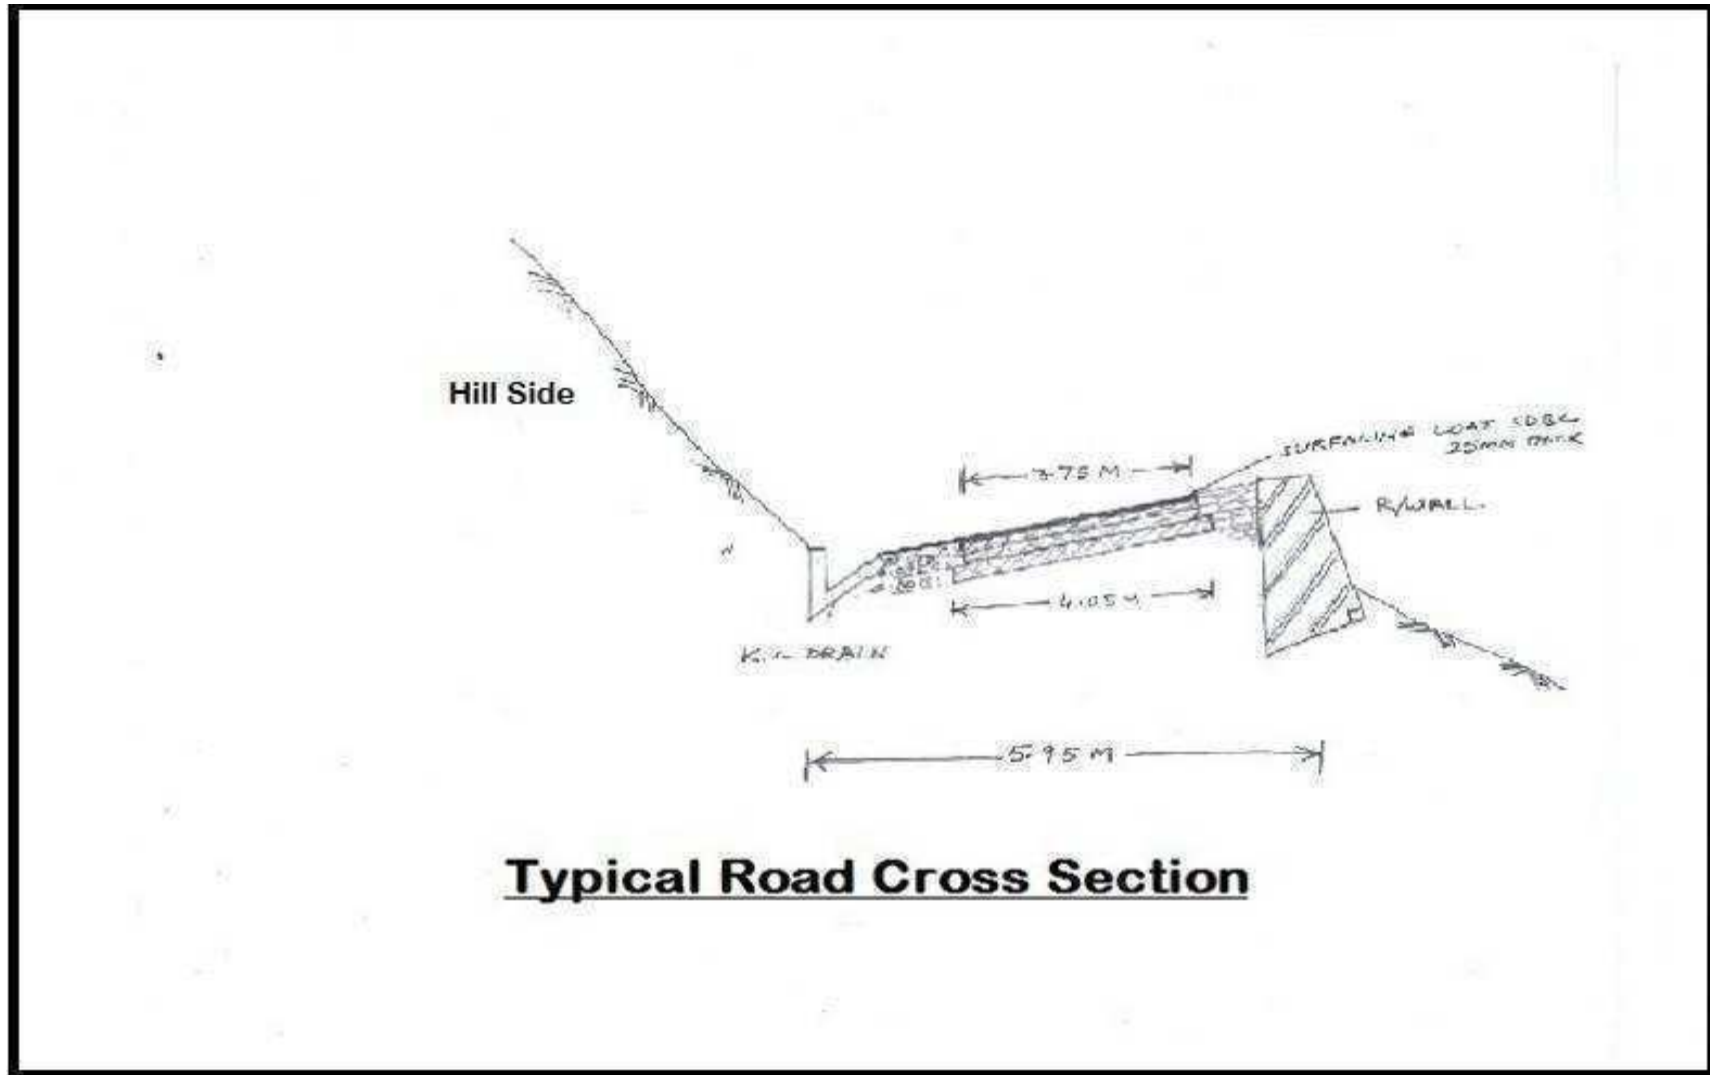 Hill Side
SURFACING COAT SDBC
25MM THICK
3.75 M
R/WALL
4.05 M
DRAIN
5.95 M
Typical Road Cross Section